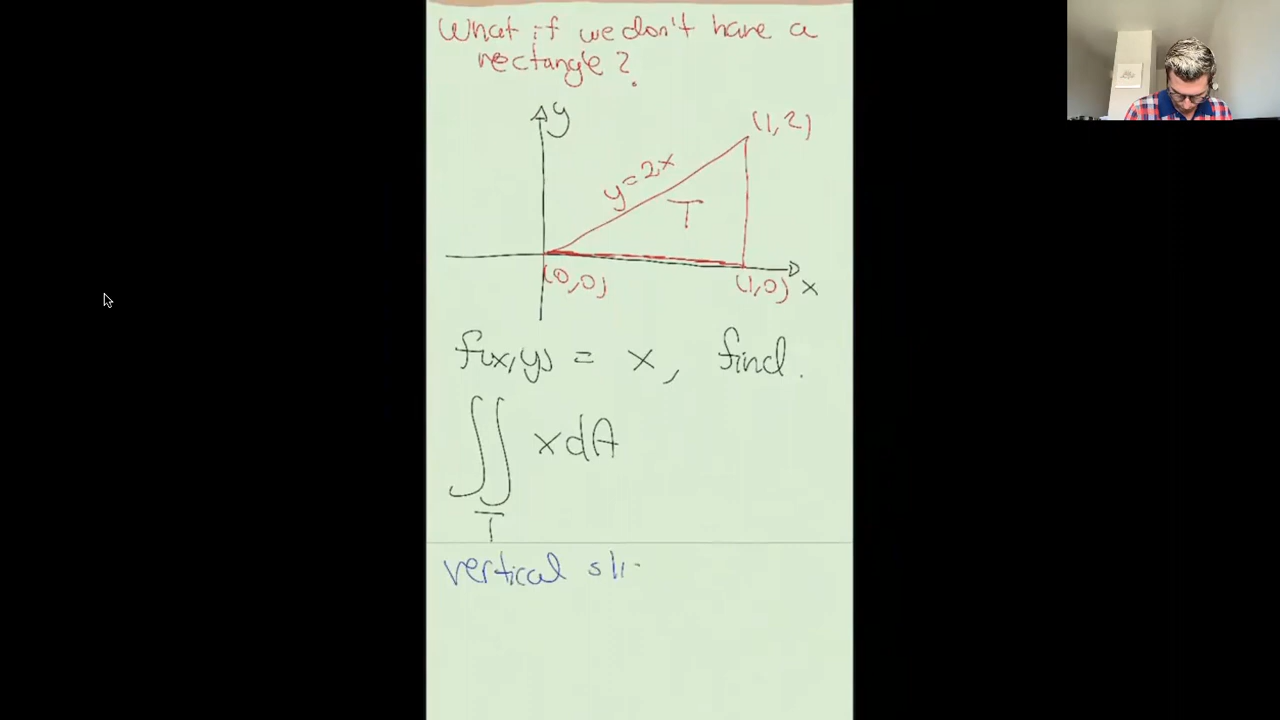 What if we don't have a
rectangle?
y
(1,2)
y=2x
T
(0,0)
(1,0)
x
f(x,y) = x, find.
∬ x dA
T
vertical sli